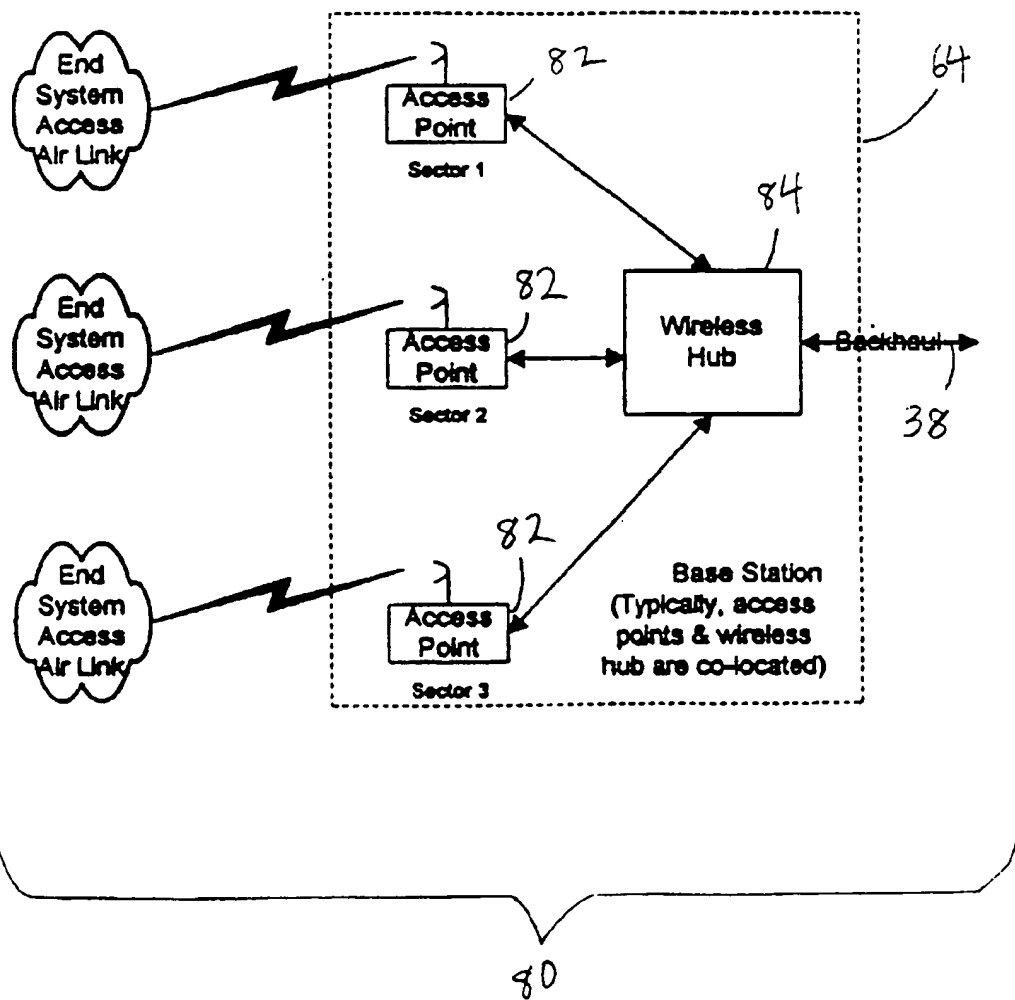 End
System
Access
Air Link
Access
Point
Sector 1
82
64
84
End
System
Access
Air Link
Access
Point
Sector 2
82
Wireless
Hub
Backhaul
38
End
System
Access
Air Link
Access
Point
Sector 3
82
Base Station
(Typically, access
points & wireless
hub are co-located)
80